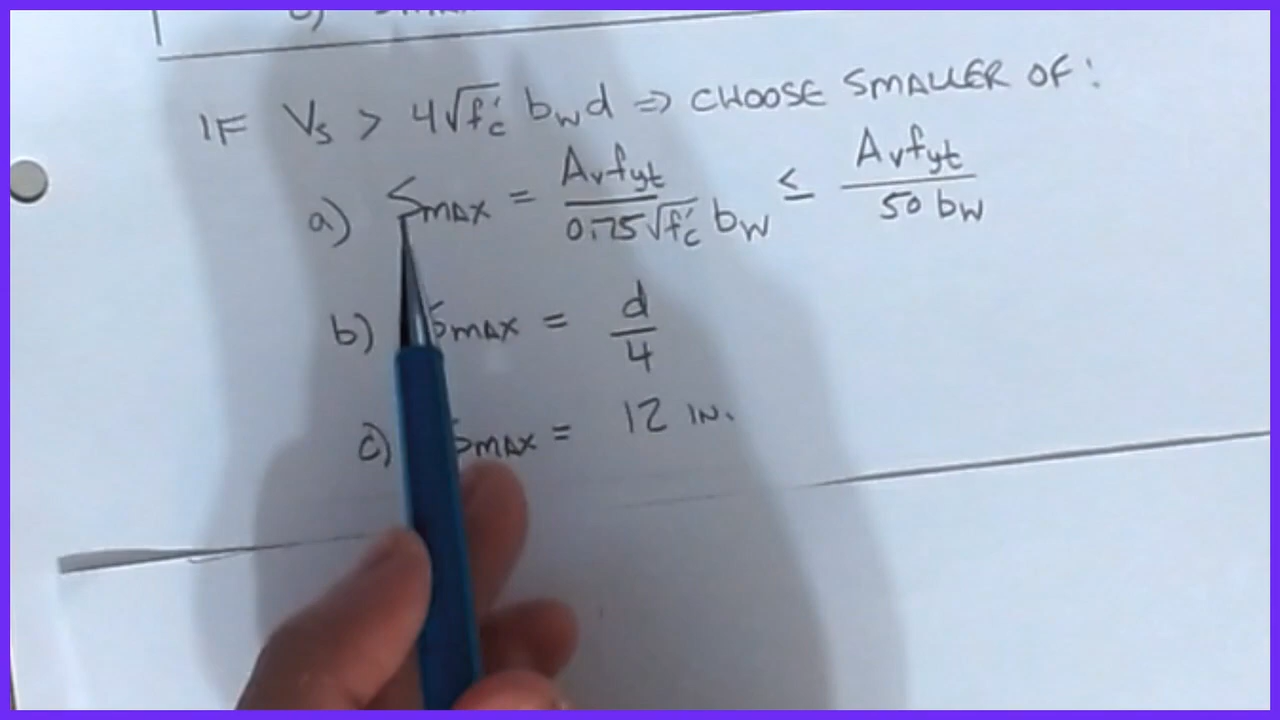 IF Vs > 4√f'c bwd ⇒ CHOOSE SMALLER OF:
a) SMAX = Avfyt / 0.75√f'c bw ≤ Avfyt / 50 bw
b) SMAX = d / 4
c) SMAX = 12 IN.